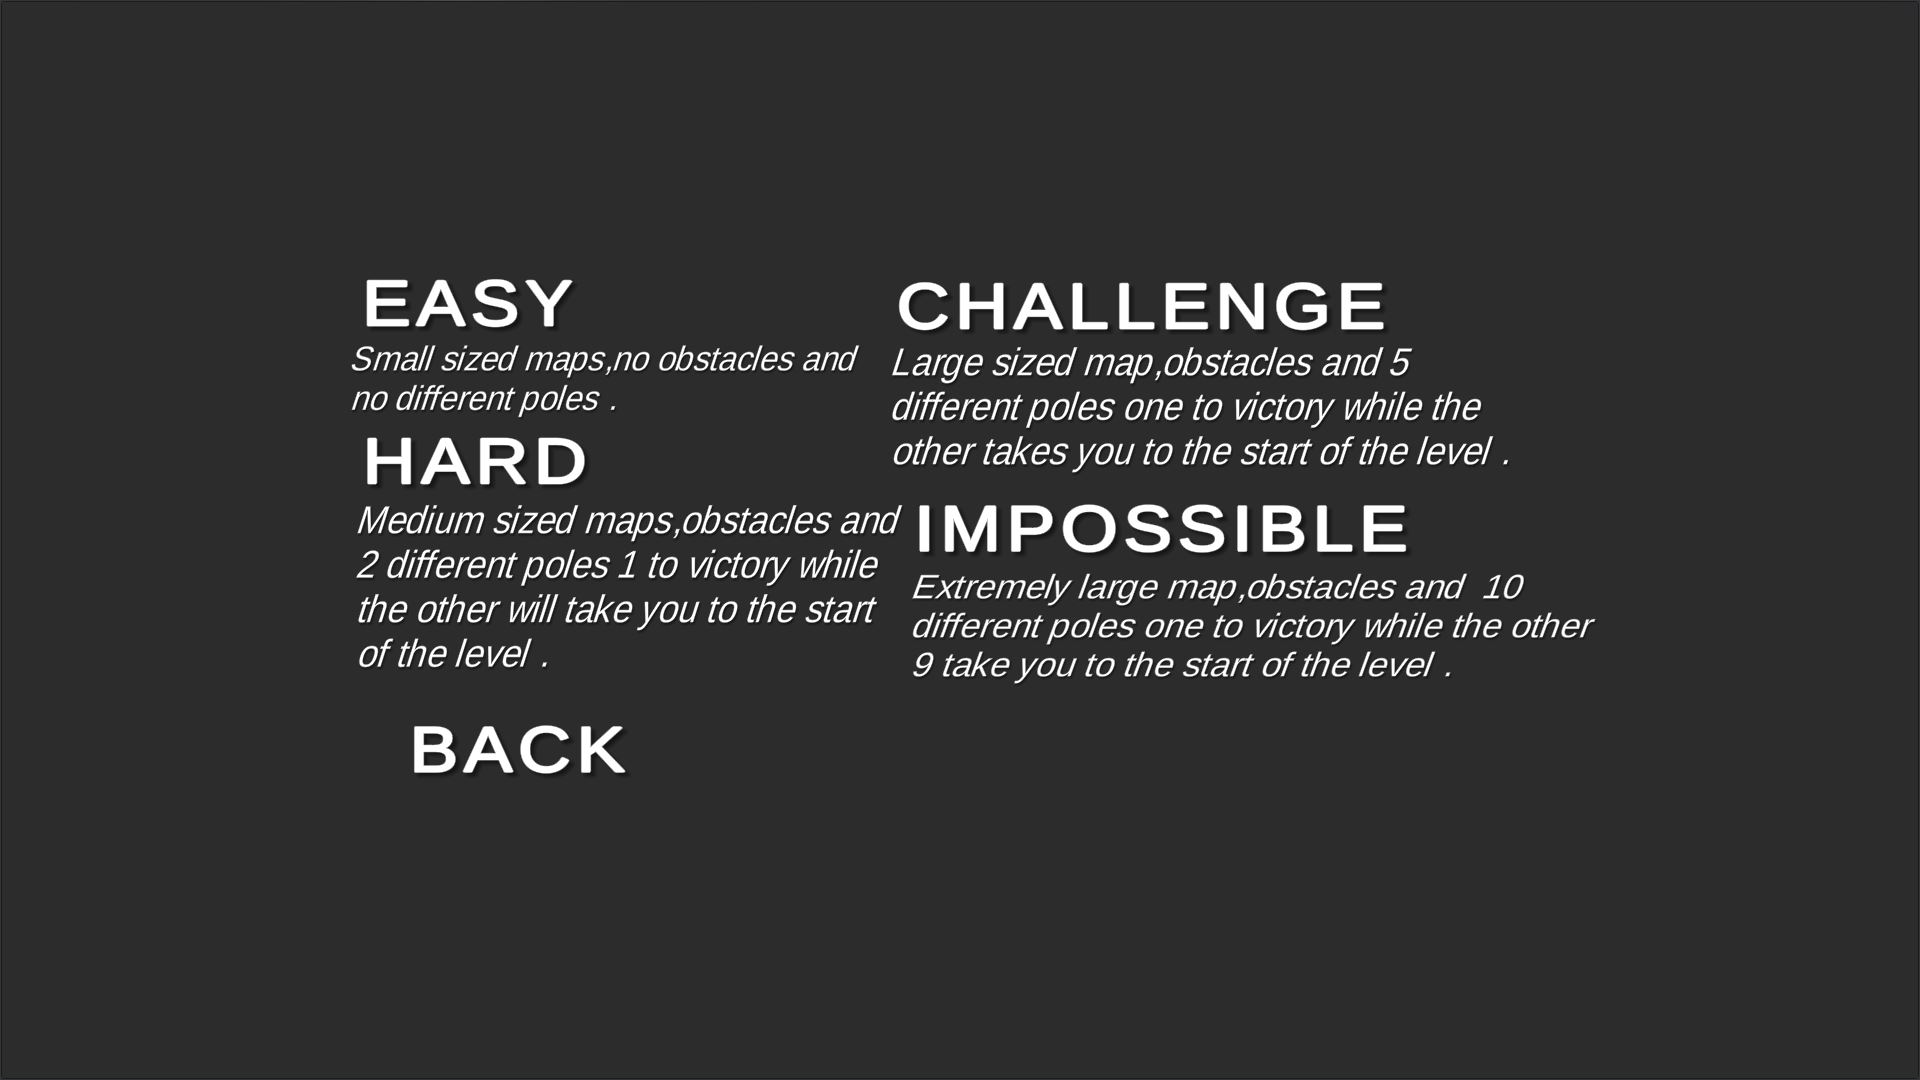 EASY
Small sized maps,no obstacles and
no different poles .
HARD
Medium sized maps,obstacles and
2 different poles 1 to victory while
the other will take you to the start
of the level .
CHALLENGE
Large sized map,obstacles and 5
different poles one to victory while the
other takes you to the start of the level .
IMPOSSIBLE
Extremely large map,obstacles and  10
different poles one to victory while the other
9 take you to the start of the level .
BACK